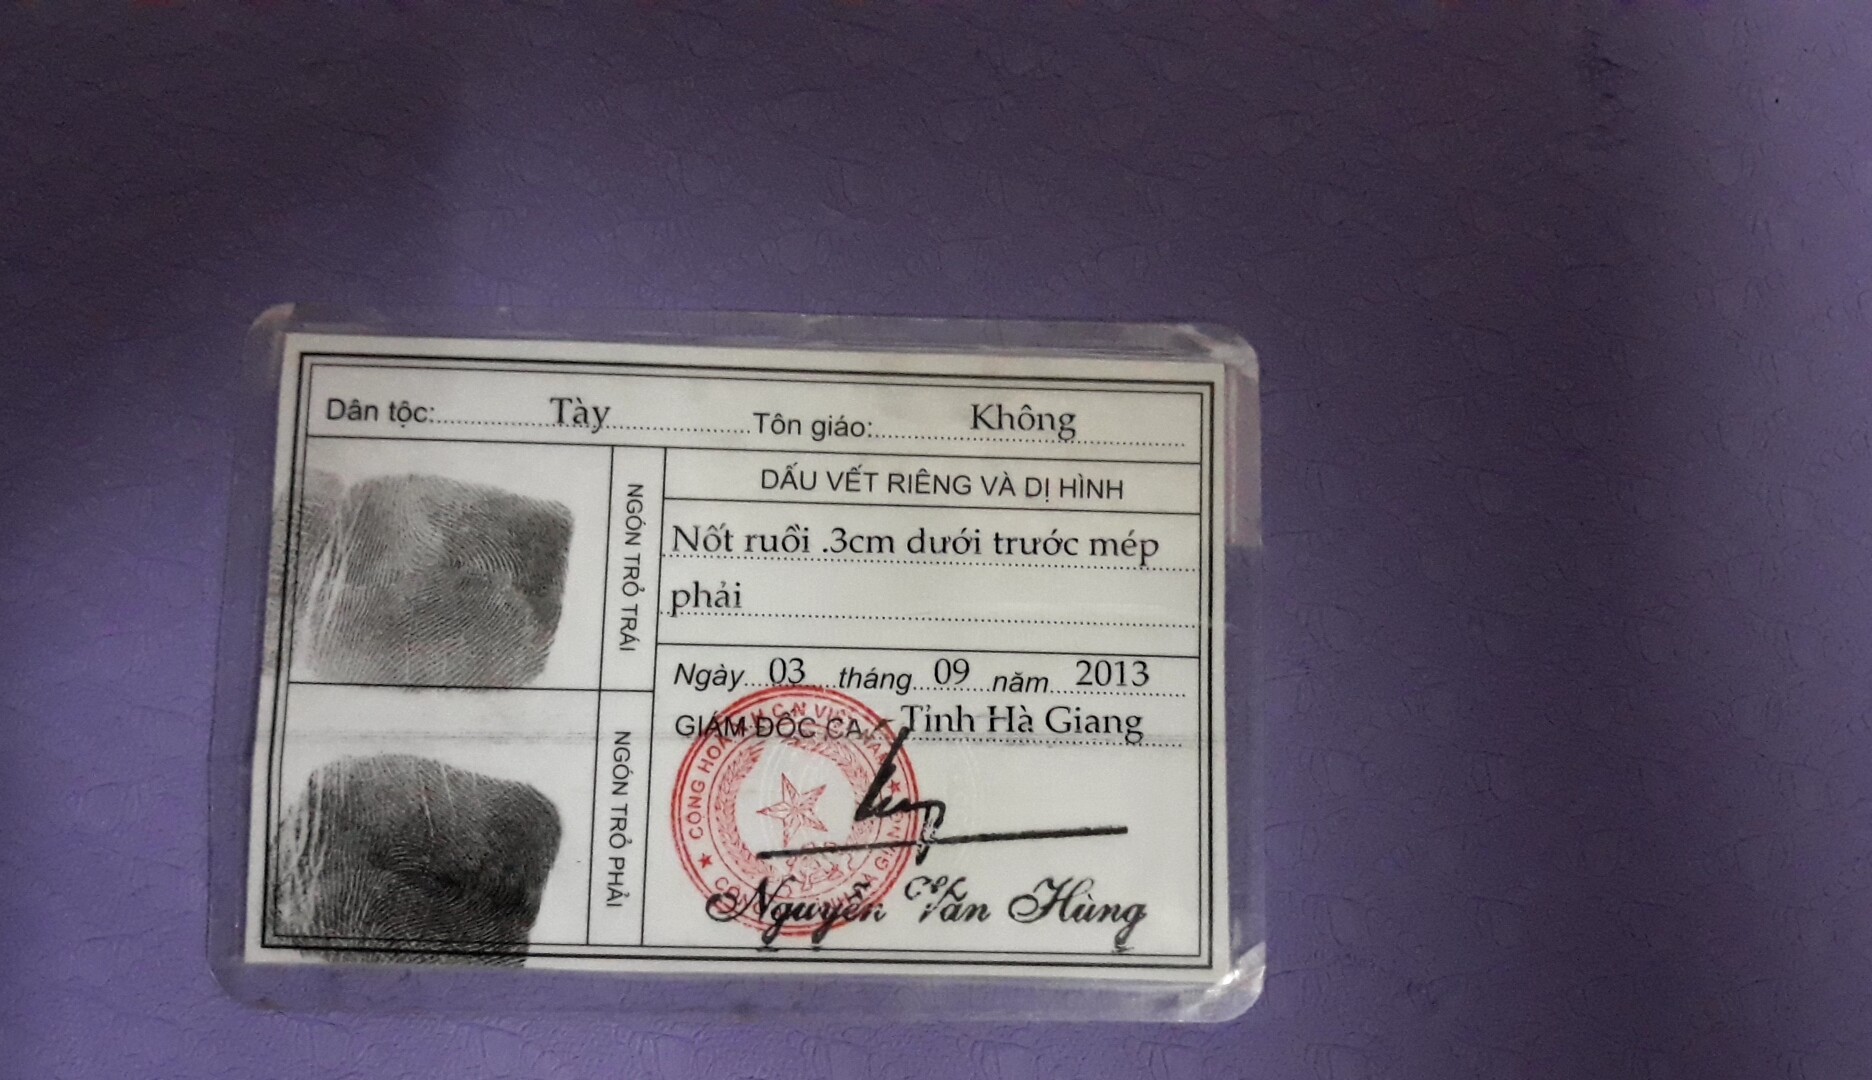 Dân tộc: Tày Tôn giáo: Không
NGÓN TRỎ TRÁI
DẤU VẾT RIÊNG VÀ DỊ HÌNH
Nốt ruồi .3cm dưới trước mép
phải
Ngày 03 tháng 09 năm 2013
GIÁM ĐỐC CA Tỉnh Hà Giang
NGÓN TRỎ PHẢI
Nguyễn Văn Hùng